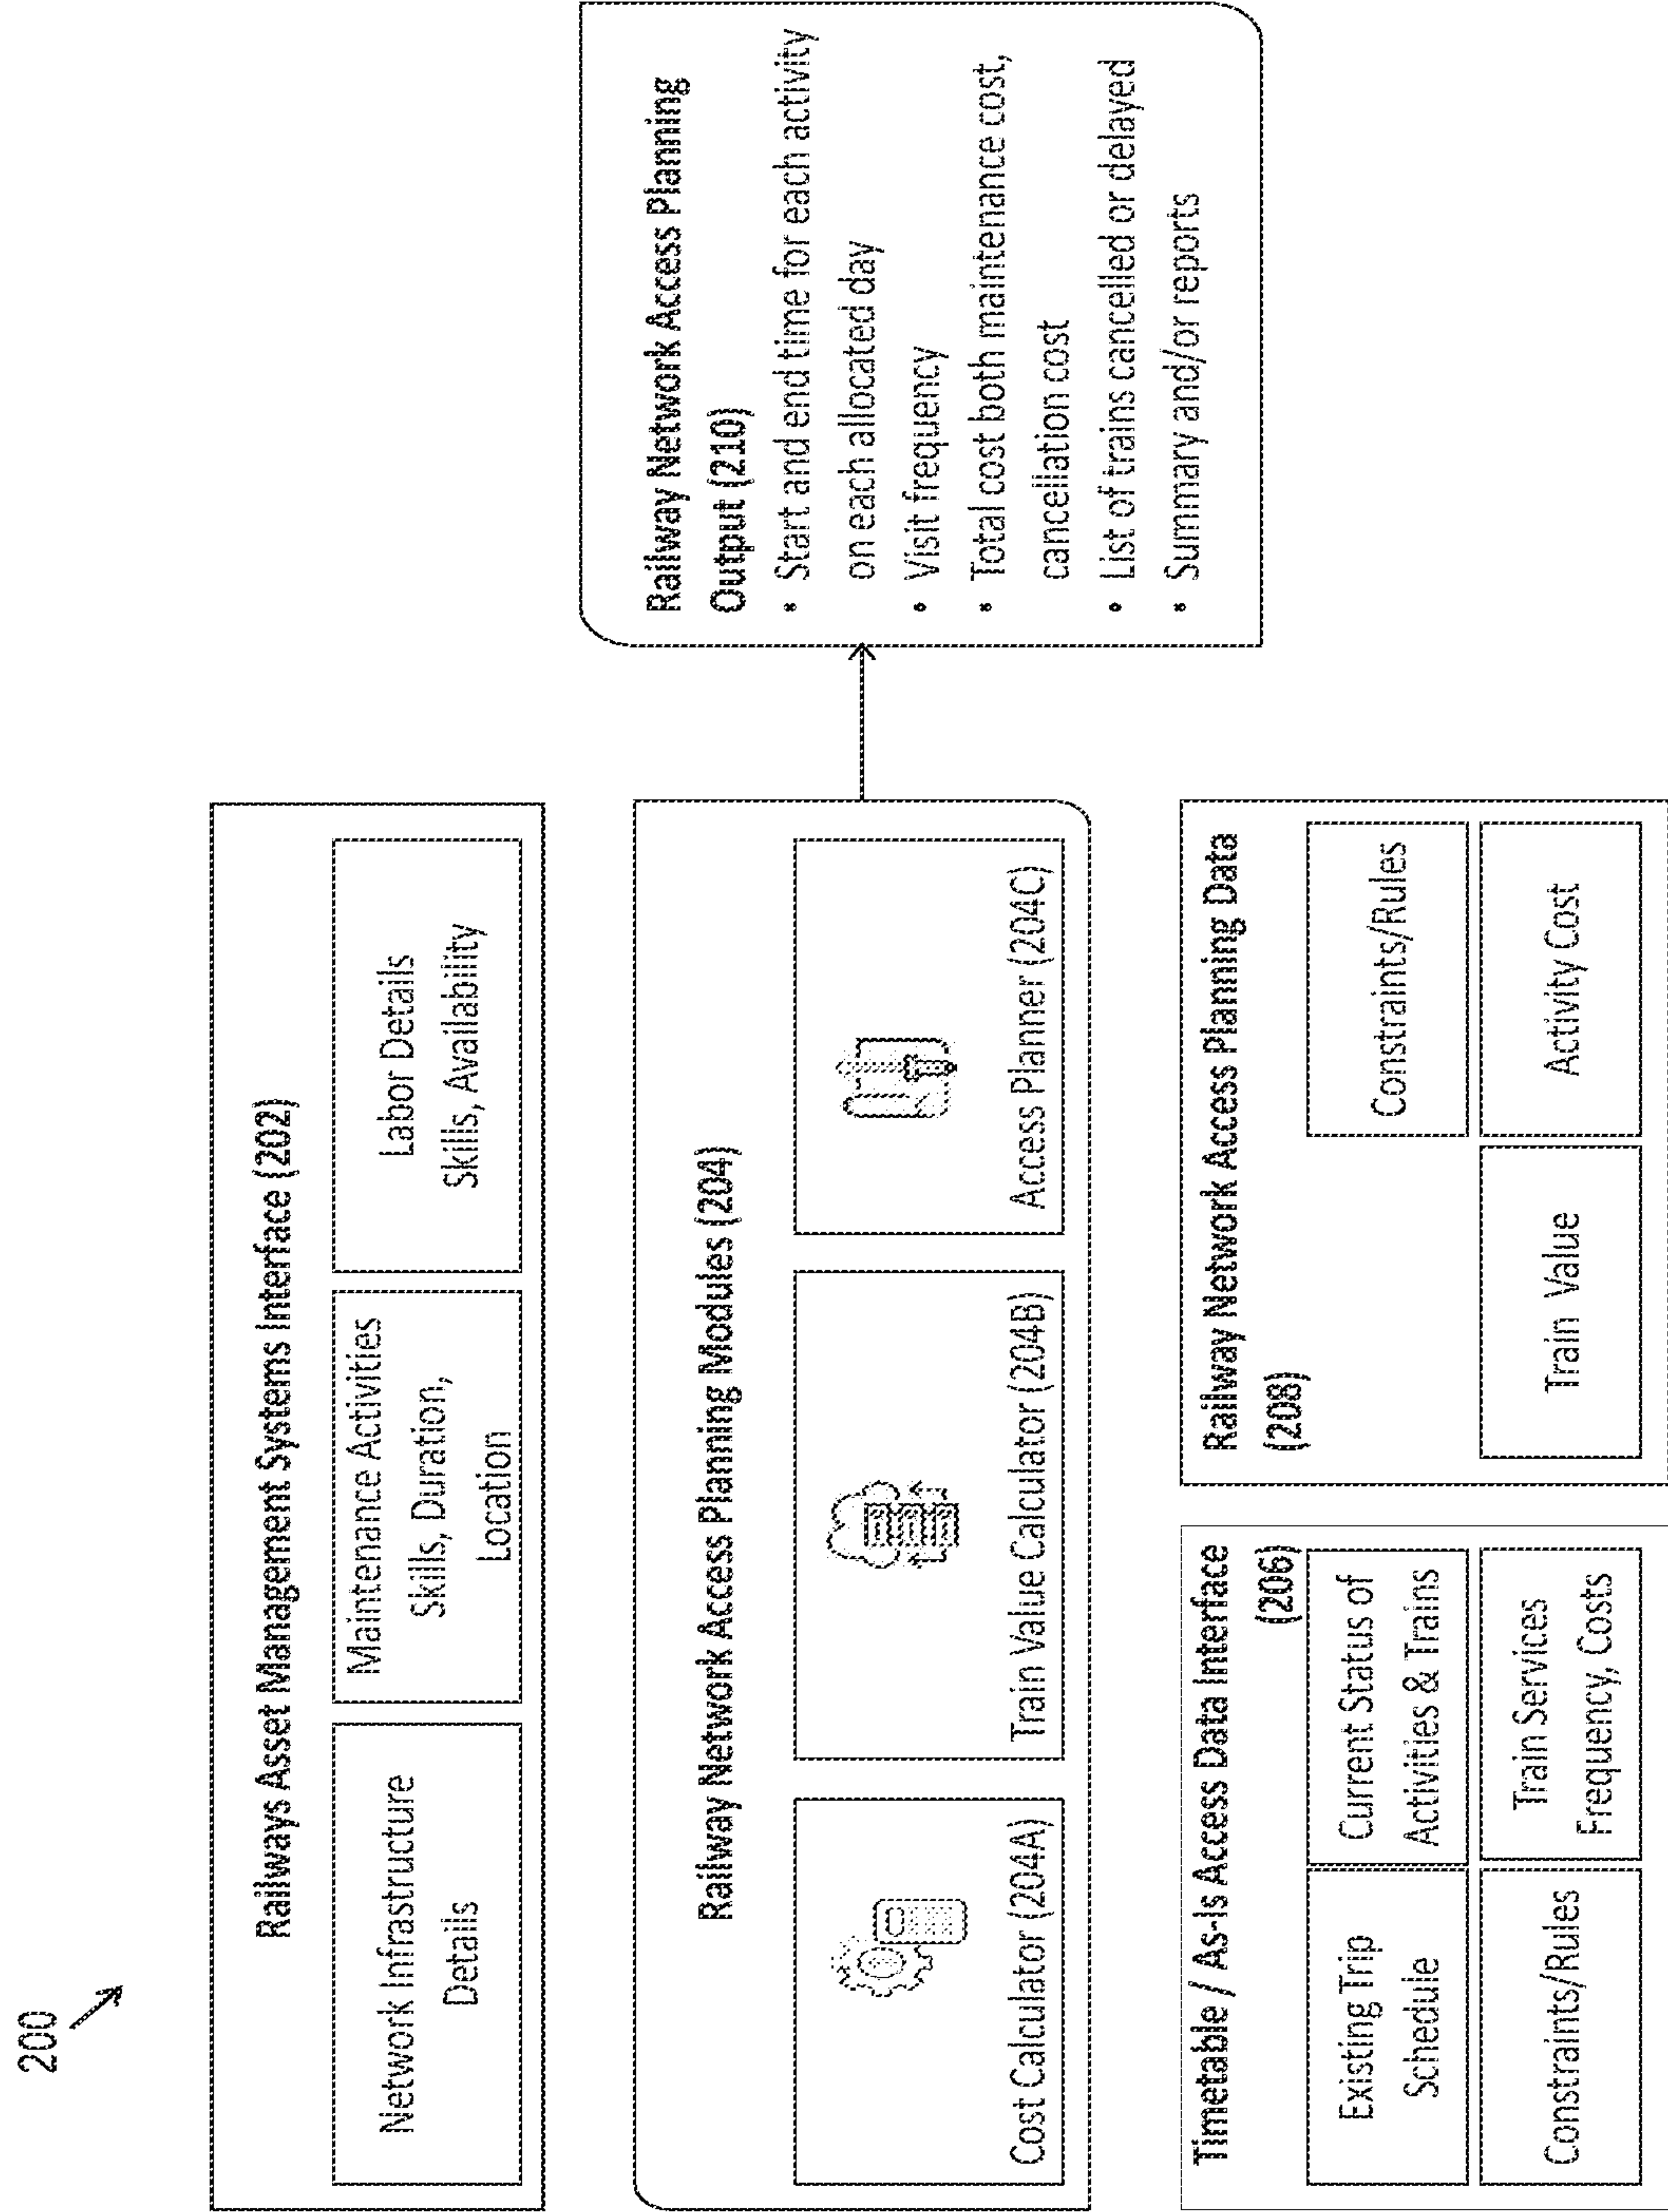 200
Railways Asset Management Systems Interface (202)
Network Infrastructure
Details
Maintenance Activities
Skills, Duration,
Location
Labor Details
Skills, Availability
Railway Network Access Planning Modules (204)
Cost Calculator (204A)
Train Value Calculator (204B)
Access Planner (204C)
Timetable / As-Is Access Data Interface
(206)
Existing Trip
Schedule
Current Status of
Activities & Trains
Constraints/Rules
Train Services
Frequency, Costs
Railway Network Access Planning Data
(208)
Constraints/Rules
Train Value
Activity Cost
Railway Network Access Planning
Output (210)
• Start and end time for each activity
on each allocated day
• Visit frequency
• Total cost both maintenance cost,
cancellation cost
• List of trains cancelled or delayed
• Summary and/or reports